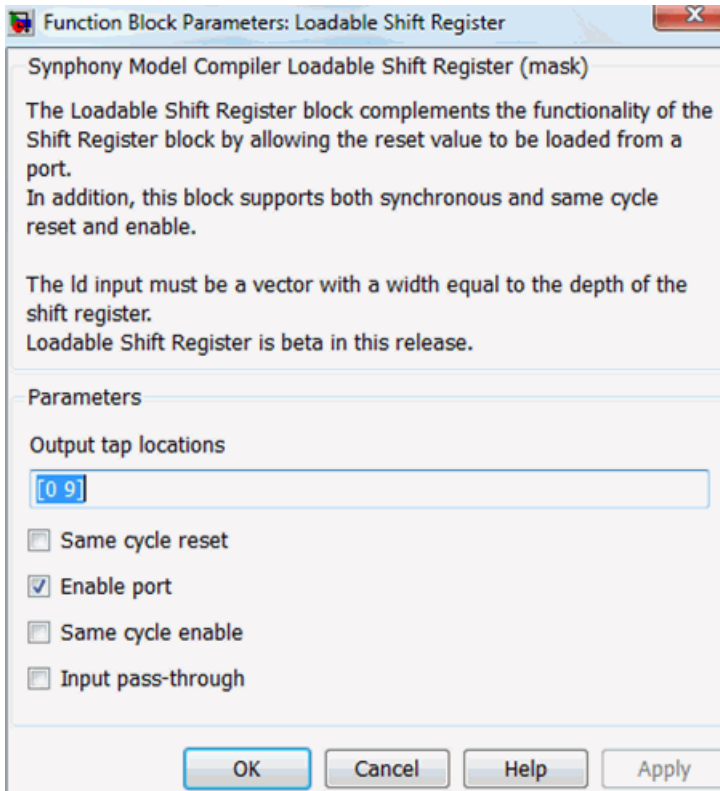 Function Block Parameters: Loadable Shift Register
Synphony Model Compiler Loadable Shift Register (mask)
The Loadable Shift Register block complements the functionality of the
Shift Register block by allowing the reset value to be loaded from a
port.
In addition, this block supports both synchronous and same cycle
reset and enable.
The ld input must be a vector with a width equal to the depth of the
shift register.
Loadable Shift Register is beta in this release.
Parameters
Output tap locations
[0 9]
Same cycle reset
Enable port
Same cycle enable
Input pass-through
OK Cancel Help Apply